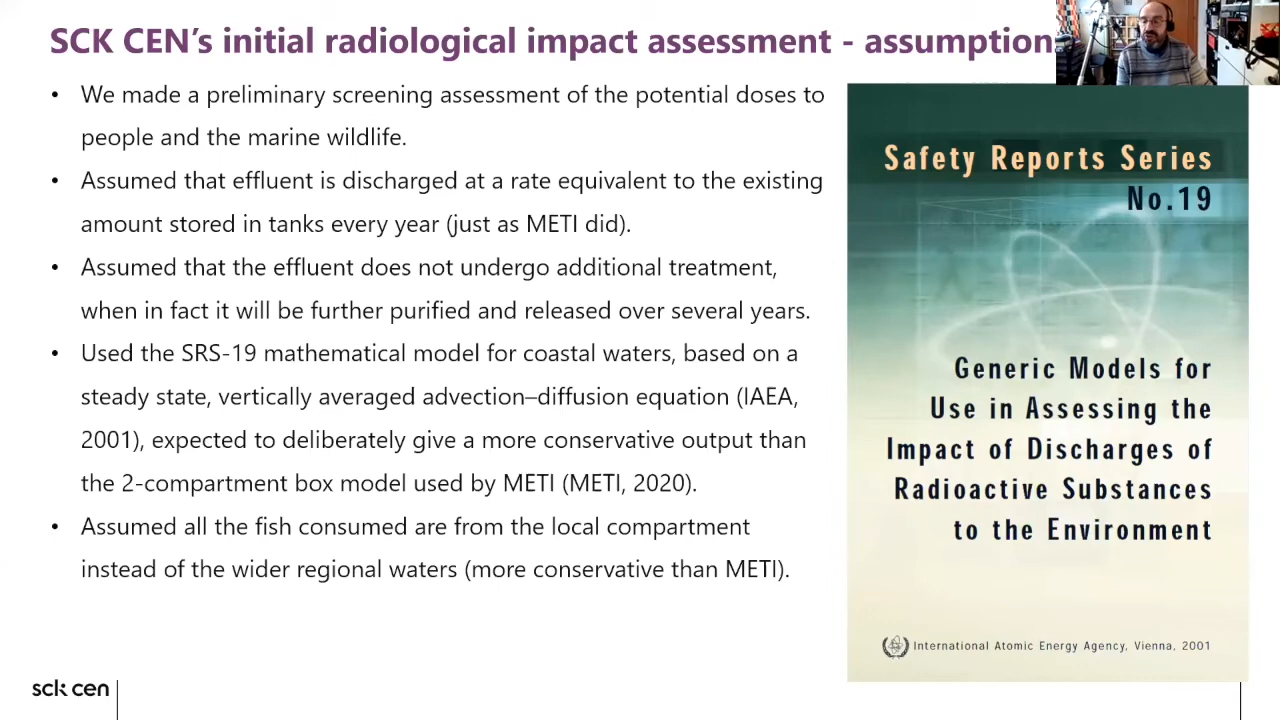 SCK CEN's initial radiological impact assessment - assumption
• We made a preliminary screening assessment of the potential doses to
people and the marine wildlife.
• Assumed that effluent is discharged at a rate equivalent to the existing
amount stored in tanks every year (just as METI did).
• Assumed that the effluent does not undergo additional treatment,
when in fact it will be further purified and released over several years.
• Used the SRS-19 mathematical model for coastal waters, based on a
steady state, vertically averaged advection–diffusion equation (IAEA,
2001), expected to deliberately give a more conservative output than
the 2-compartment box model used by METI (METI, 2020).
• Assumed all the fish consumed are from the local compartment
instead of the wider regional waters (more conservative than METI).
Safety Reports Series
No.19
Generic Models for
Use in Assessing the
Impact of Discharges of
Radioactive Substances
to the Environment
International Atomic Energy Agency, Vienna, 2001
sck cen